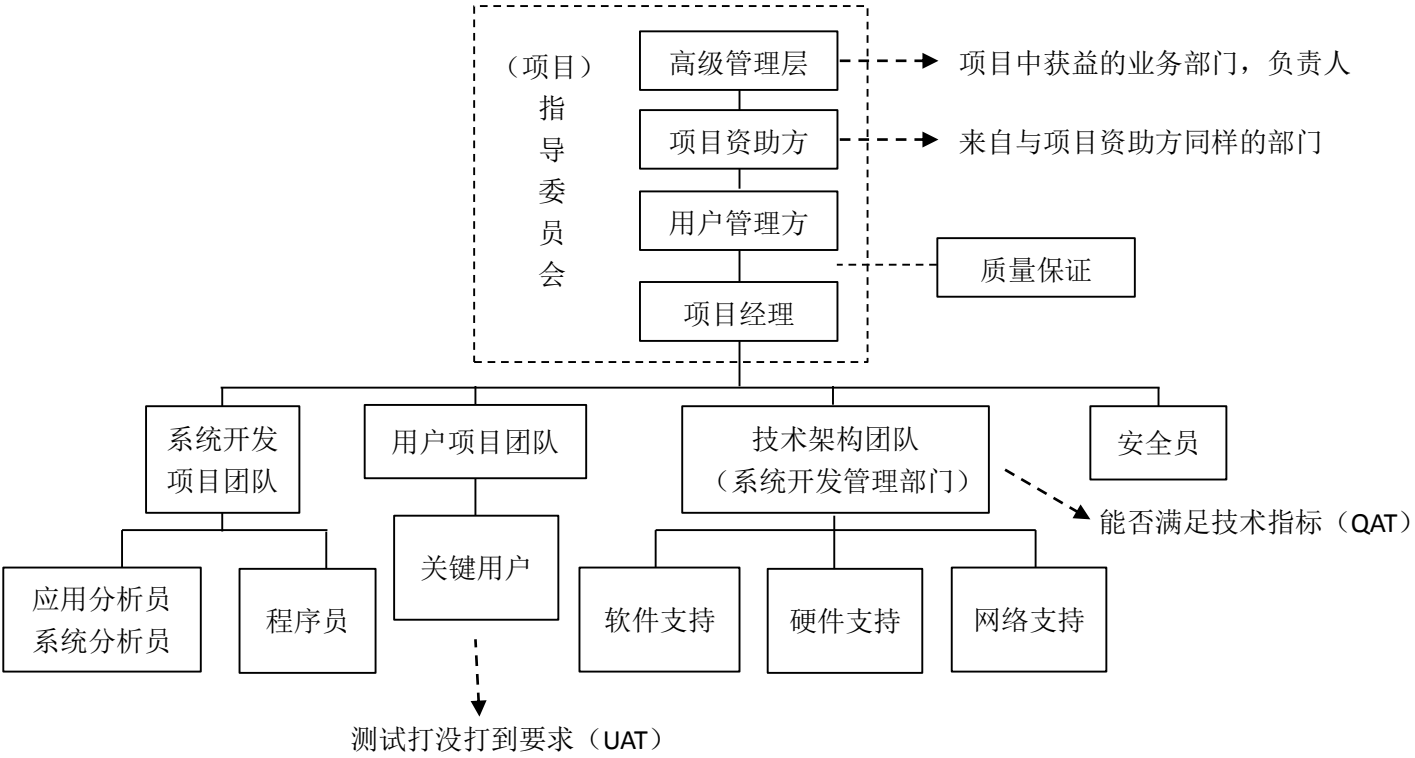 （项目）
指
导
委
员
会
高级管理层
项目中获益的业务部门，负责人
项目资助方
来自与项目资助方同样的部门
用户管理方
质量保证
项目经理
系统开发
项目团队
用户项目团队
技术架构团队
（系统开发管理部门）
安全员
能否满足技术指标（QAT）
应用分析员
系统分析员
程序员
关键用户
软件支持
硬件支持
网络支持
测试打没打到要求（UAT）